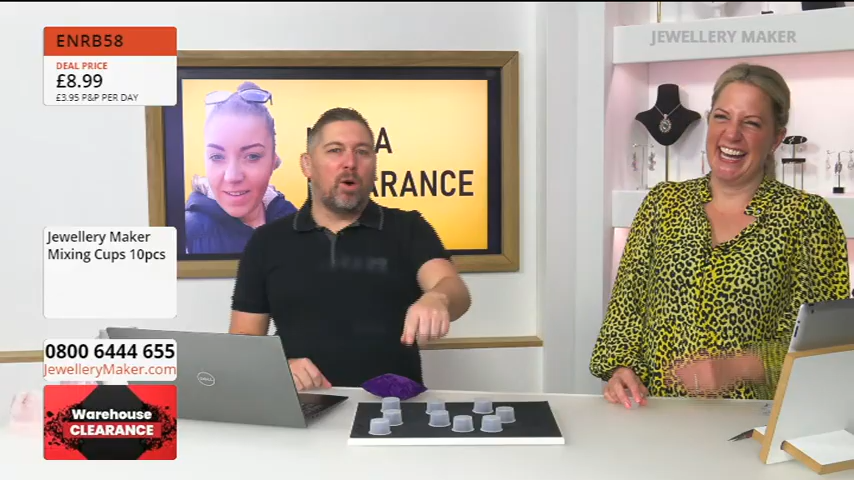 ENRB58
DEAL PRICE
£8.99
£3.95 P&P PER DAY
JEWELLERY MAKER
Jewellery Maker
Mixing Cups 10pcs
0800 6444 655
JewelleryMaker.com
Warehouse
CLEARANCE
DELL